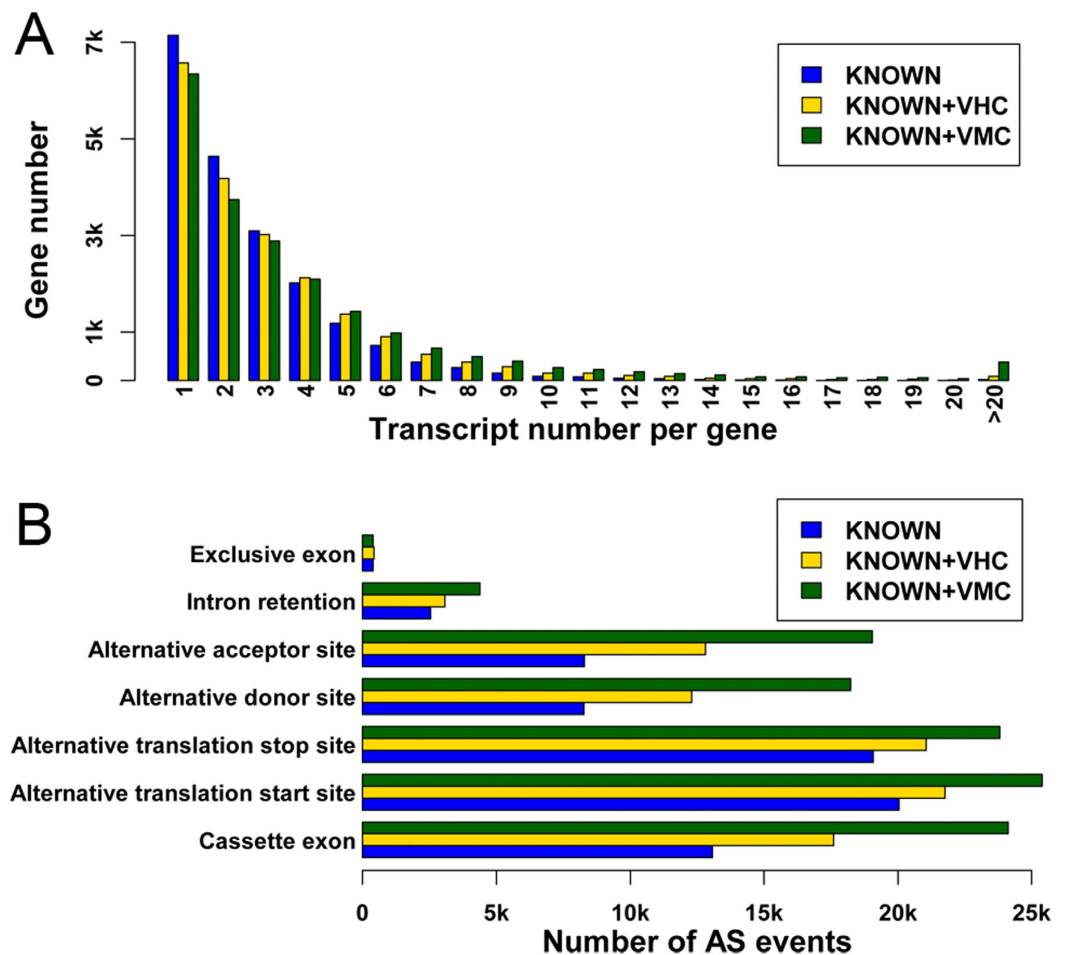 A
Gene number
7k
5k
3k
1k
0
KNOWN
KNOWN+VHC
KNOWN+VMC
1 2 3 4 5 6 7 8 9 10 11 12 13 14 15 16 17 18 19 20 >20
Transcript number per gene
B
KNOWN
KNOWN+VHC
KNOWN+VMC
Exclusive exon
Intron retention
Alternative acceptor site
Alternative donor site
Alternative translation stop site
Alternative translation start site
Cassette exon
0 5k 10k 15k 20k 25k
Number of AS events